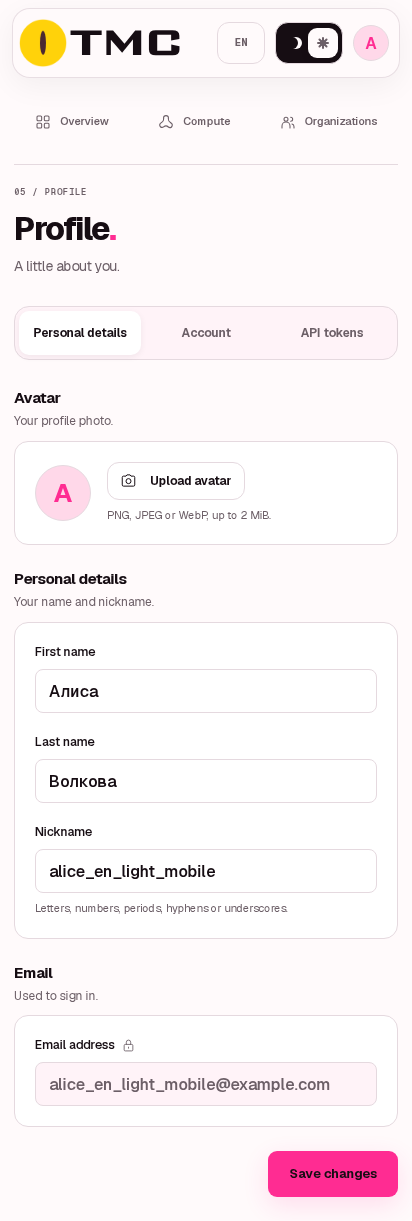 TMC
EN
A
Overview
Compute
Organizations
05 / PROFILE
Profile.
A little about you.
Personal details
Account
API tokens
Avatar
Your profile photo.
A
Upload avatar
PNG, JPEG or WebP, up to 2 MiB.
Personal details
Your name and nickname.
First name
Алиса
Last name
Волкова
Nickname
alice_en_light_mobile
Letters, numbers, periods, hyphens or underscores.
Email
Used to sign in.
Email address
alice_en_light_mobile@example.com
Save changes